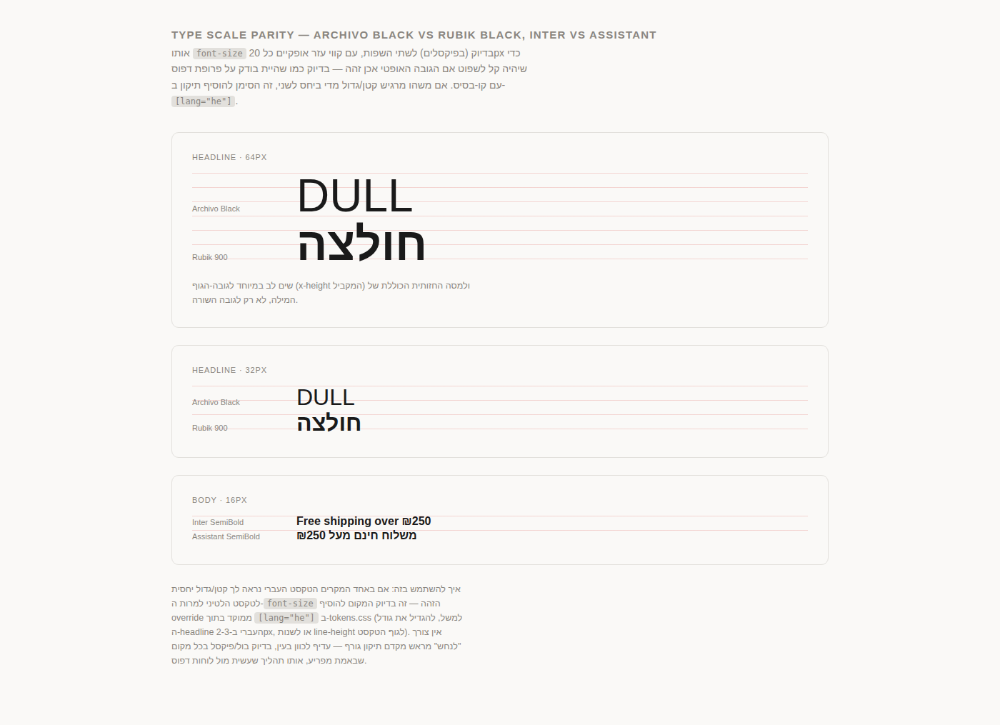 TYPE SCALE PARITY — ARCHIVO BLACK VS RUBIK BLACK, INTER VS ASSISTANT
אותו font-size בדיוק (בפיקסלים) לשתי השפות, עם קווי עזר אופקיים כל 20px כדי
שיהיה קל לשפוט אם הגובה האופטי אכן זהה — בדיוק כמו שהיית בודק על פרופת דפוס
עם קו-בסיס. אם משהו מרגיש קטן/גדול מדי ביחס לשני, זה הסימן להוסיף תיקון ב-
[lang="he"].
HEADLINE · 64PX
Archivo Black DULL
Rubik 900 חולצה
שים לב במיוחד לגובה-הגוף (x-height המקביל) ולמסה החזותית הכוללת של
המילה, לא רק לגובה השורה.
HEADLINE · 32PX
Archivo Black DULL
Rubik 900 חולצה
BODY · 16PX
Inter SemiBold Free shipping over ₪250
Assistant SemiBold משלוח חינם מעל ₪250
איך להשתמש בזה: אם באחד המקרים הטקסט העברי נראה לך קטן/גדול יחסית
לטקסט הלטיני למרות ה-font-size הזהה — זה בדיוק המקום להוסיף
override ממוקד בתוך [lang="he"] ב-tokens.css (למשל, להגדיל את גודל
ה-headline העברי ב-2-3px, או לשנות line-height לגוף הטקסט). אין צורך
"לנחש" מראש מקדם תיקון גורף — עדיף לכוון בעין, בדיוק בול/פיקסל בכל מקום
שבאמת מפריע, אותו תהליך שעשית מול לוחות דפוס.